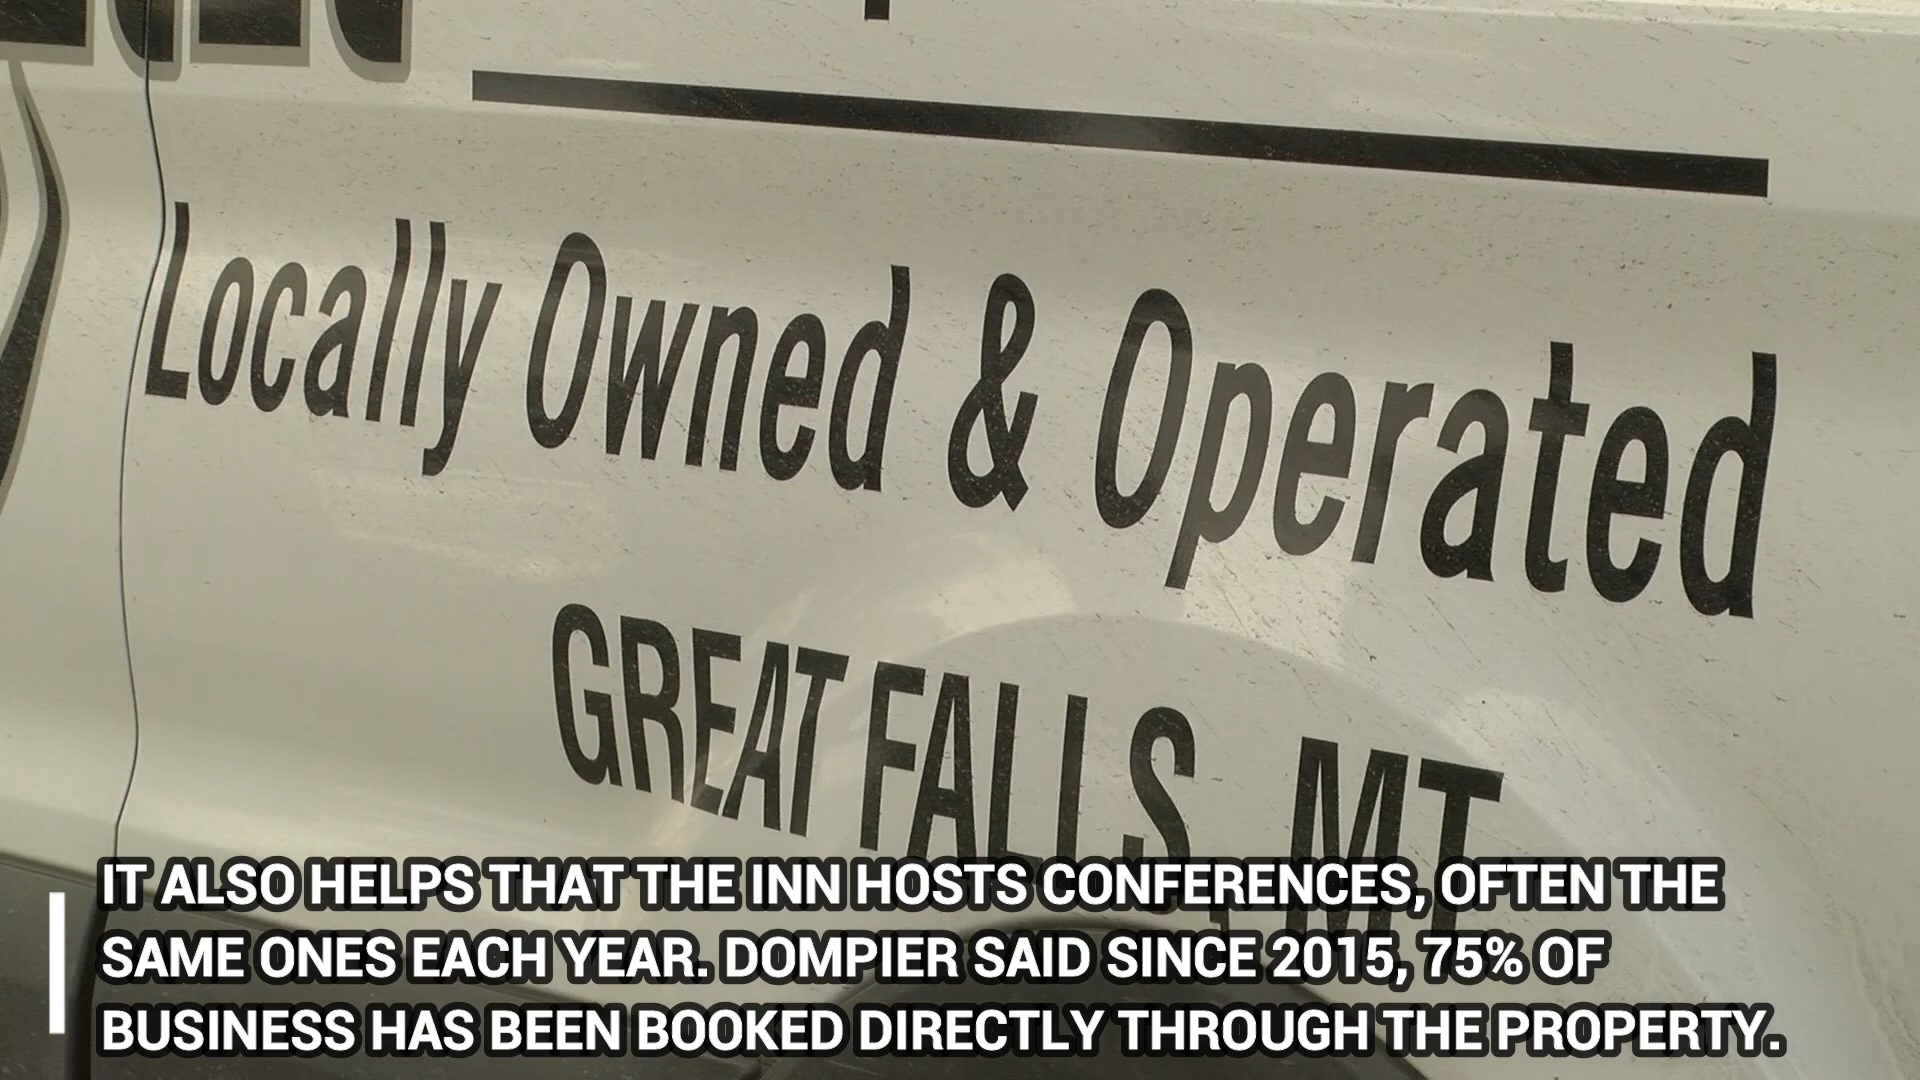 Locally Owned & Operated
GREAT FALLS, MT
IT ALSO HELPS THAT THE INN HOSTS CONFERENCES, OFTEN THE
SAME ONES EACH YEAR. DOMPIER SAID SINCE 2015, 75% OF
BUSINESS HAS BEEN BOOKED DIRECTLY THROUGH THE PROPERTY.